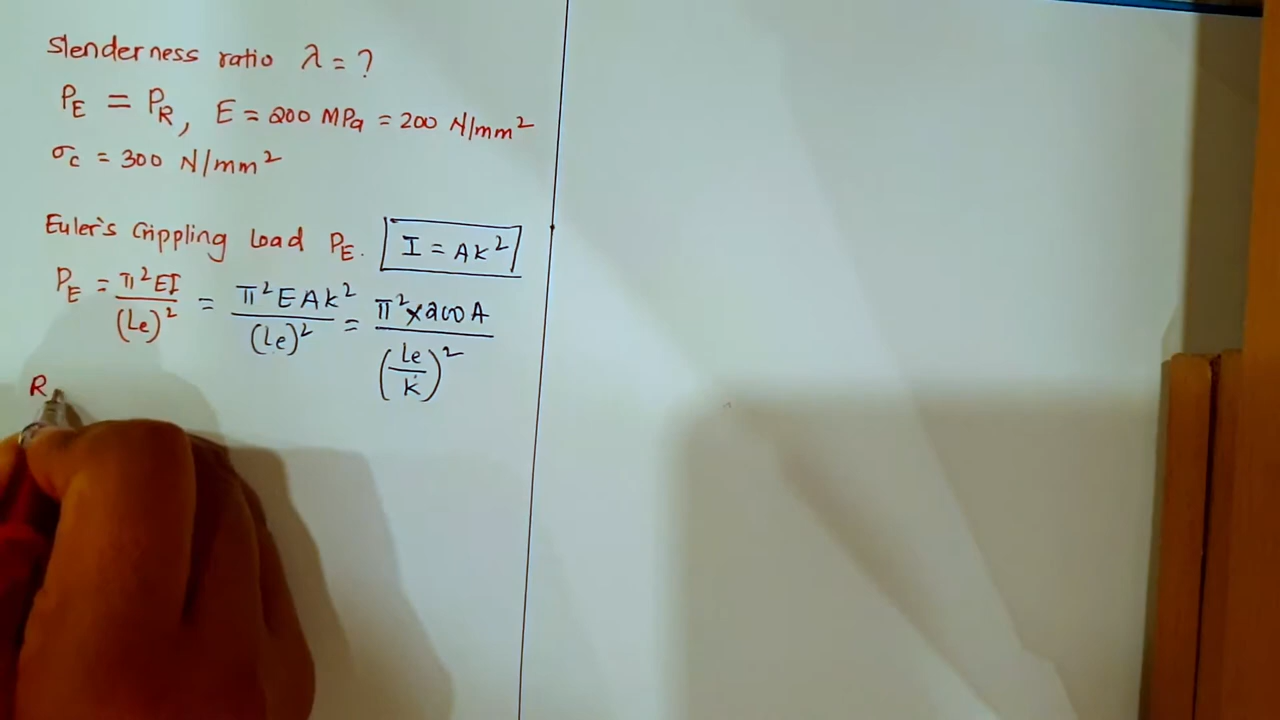 Slenderness ratio λ = ?
P_E = P_R, E = 200 MPa = 200 N/mm²
σ_c = 300 N/mm²
Euler's Crippling Load P_E. I = AK²
P_E = π²EI/(Le)² = π²EAK²/(Le)² = π²×200A/(Le/K)²
R